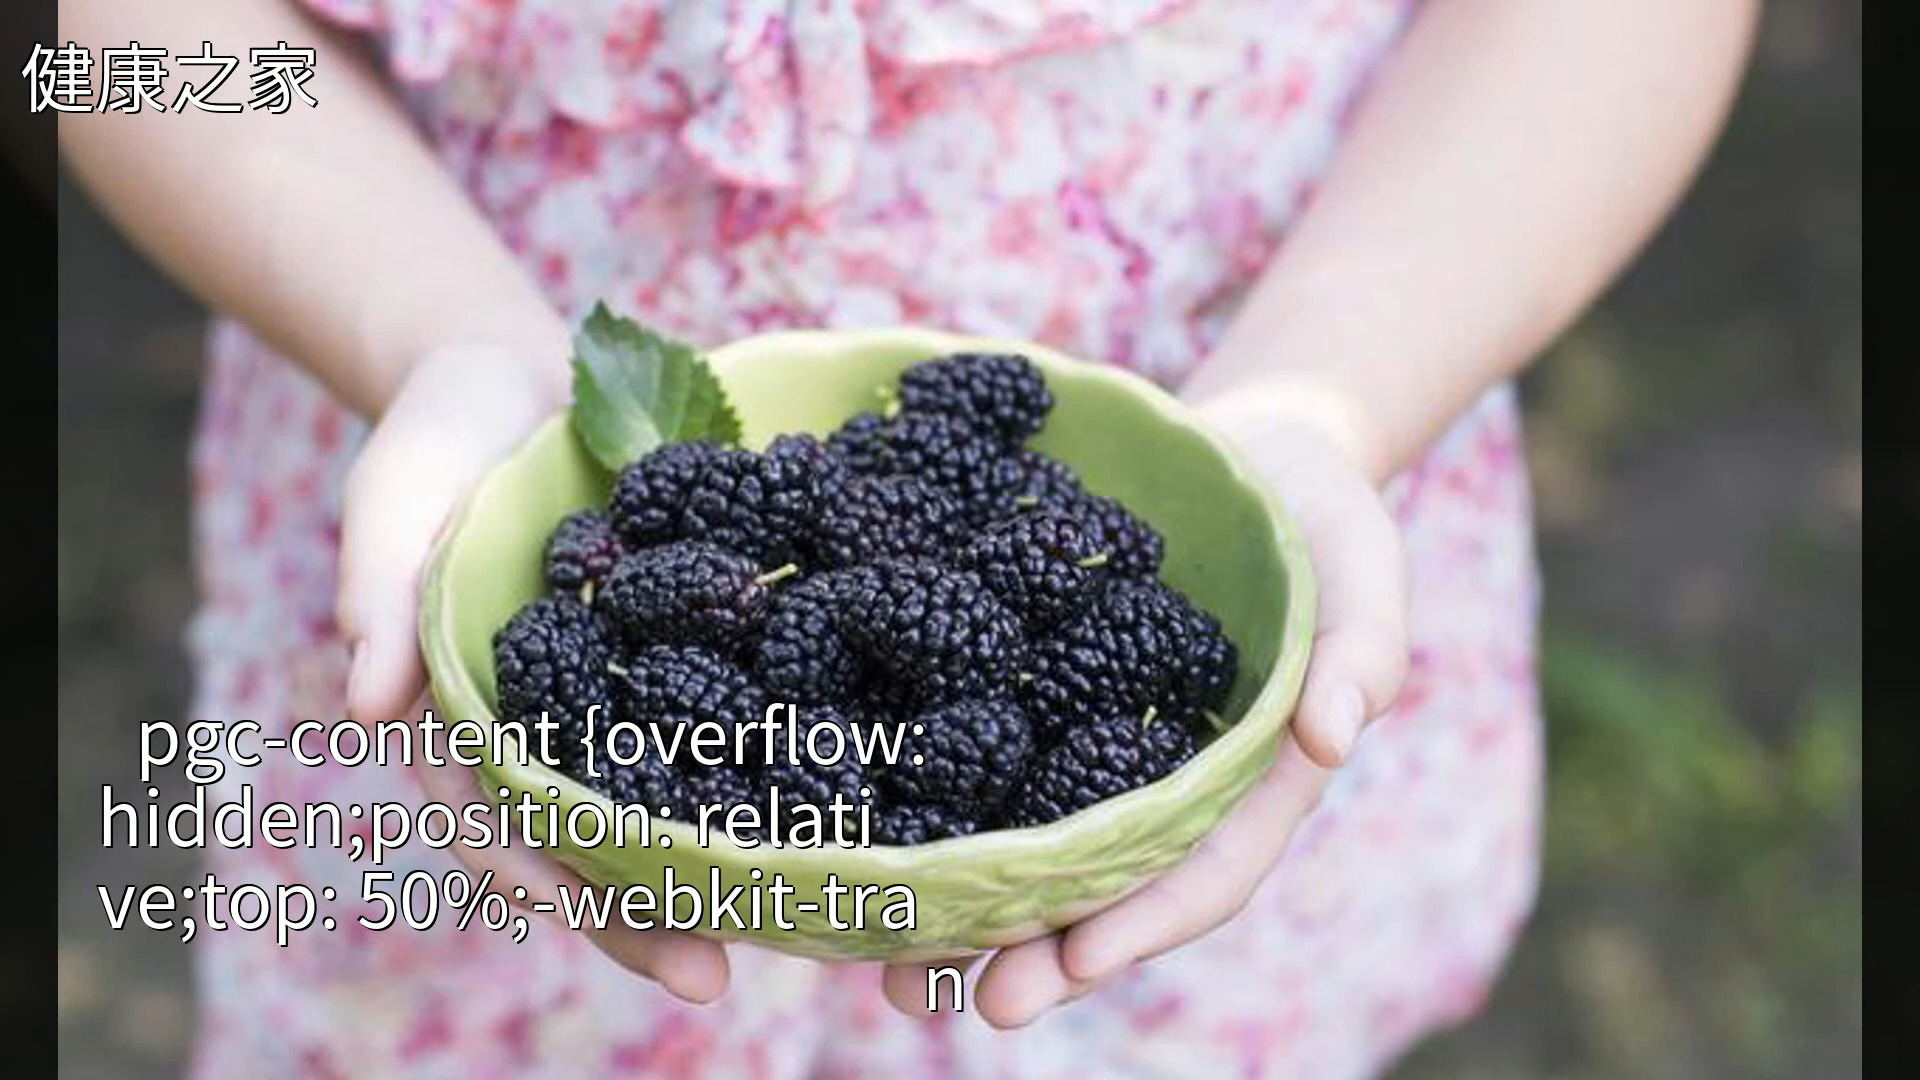 健康之家
pgc-content {overflow:
hidden;position: relati
ve;top: 50%;-webkit-tra
n